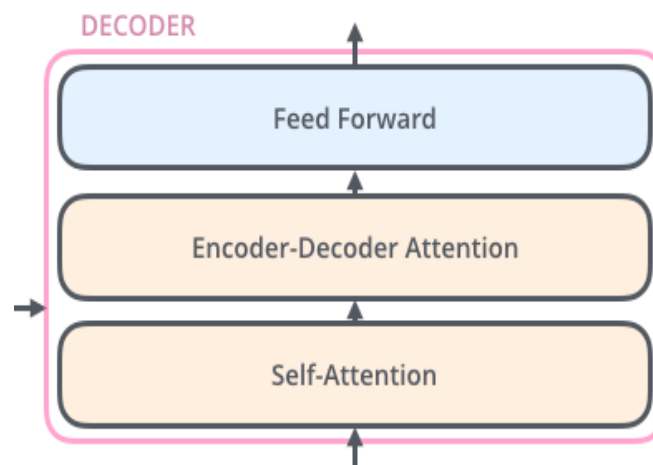 DECODER
Feed Forward
Encoder-Decoder Attention
Self-Attention